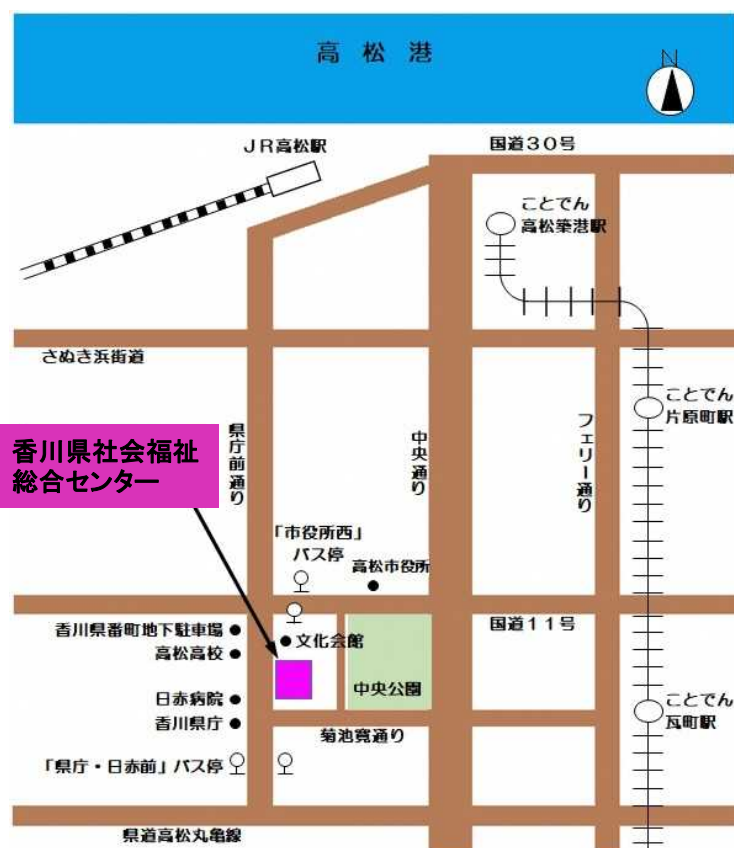 高松港
N
JR高松駅
国道30号
ことでん
高松築港駅
さぬき浜街道
ことでん
片原町駅
香川県社会福祉
総合センター
県庁前通り
中央通り
フェリー通り
「市役所西」
バス停
高松市役所
香川県番町地下駐車場
文化会館
国道11号
高松高校
中央公園
日赤病院
香川県庁
ことでん
瓦町駅
菊池寛通り
「県庁・日赤前」バス停
県道高松丸亀線